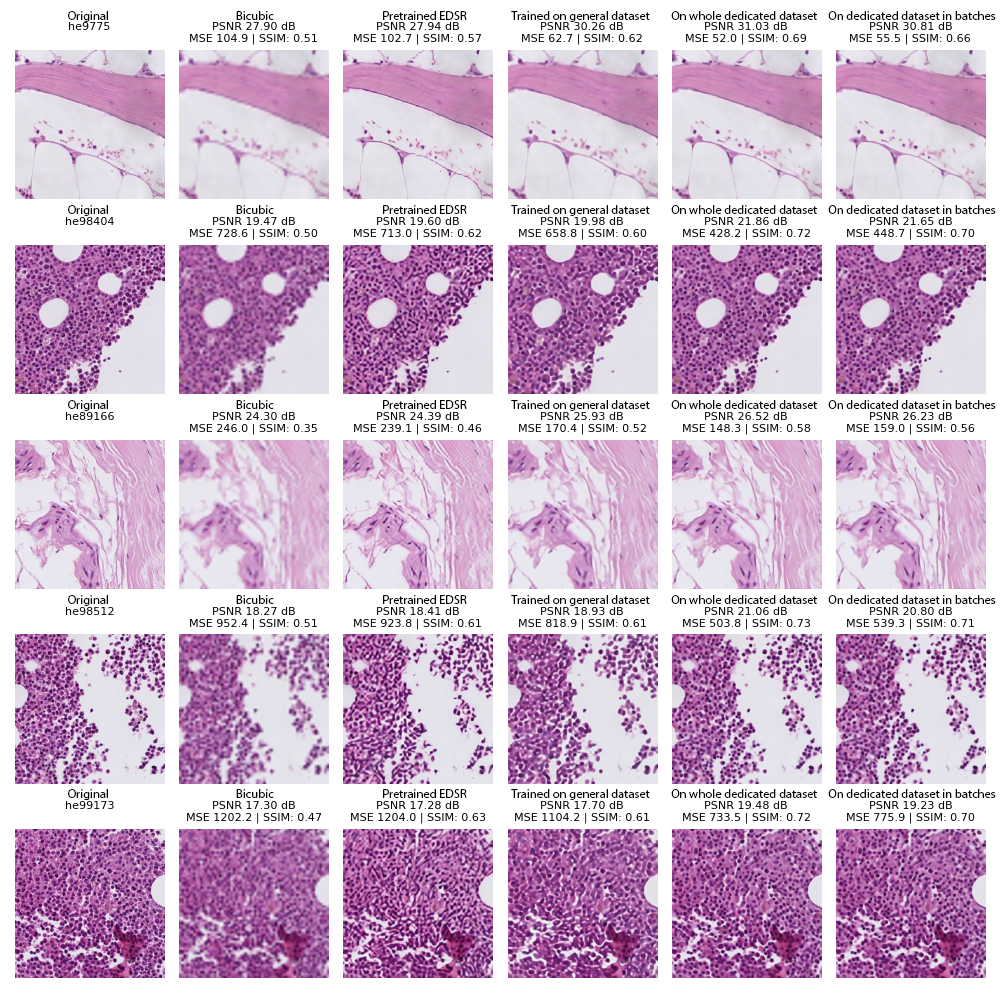 Original Bicubic Pretrained EDSR Trained on general dataset On whole dedicated dataset On dedicated dataset in batches
he9775 PSNR 27.90 dB PSNR 27.94 dB PSNR 30.26 dB PSNR 31.03 dB PSNR 30.81 dB
MSE 104.9 | SSIM: 0.51 MSE 102.7 | SSIM: 0.57 MSE 62.7 | SSIM: 0.62 MSE 52.0 | SSIM: 0.69 MSE 55.5 | SSIM: 0.66
Original Bicubic Pretrained EDSR Trained on general dataset On whole dedicated dataset On dedicated dataset in batches
he98404 PSNR 19.47 dB PSNR 19.60 dB PSNR 19.98 dB PSNR 21.86 dB PSNR 21.65 dB
MSE 728.6 | SSIM: 0.50 MSE 713.0 | SSIM: 0.62 MSE 658.8 | SSIM: 0.60 MSE 428.2 | SSIM: 0.72 MSE 448.7 | SSIM: 0.70
Original Bicubic Pretrained EDSR Trained on general dataset On whole dedicated dataset On dedicated dataset in batches
he89166 PSNR 24.30 dB PSNR 24.39 dB PSNR 25.93 dB PSNR 26.52 dB PSNR 26.23 dB
MSE 246.0 | SSIM: 0.35 MSE 239.1 | SSIM: 0.46 MSE 170.4 | SSIM: 0.52 MSE 148.3 | SSIM: 0.58 MSE 159.0 | SSIM: 0.56
Original Bicubic Pretrained EDSR Trained on general dataset On whole dedicated dataset On dedicated dataset in batches
he98512 PSNR 18.27 dB PSNR 18.41 dB PSNR 18.93 dB PSNR 21.06 dB PSNR 20.80 dB
MSE 952.4 | SSIM: 0.51 MSE 923.8 | SSIM: 0.61 MSE 818.9 | SSIM: 0.61 MSE 503.8 | SSIM: 0.73 MSE 539.3 | SSIM: 0.71
Original Bicubic Pretrained EDSR Trained on general dataset On whole dedicated dataset On dedicated dataset in batches
he99173 PSNR 17.30 dB PSNR 17.28 dB PSNR 17.70 dB PSNR 19.48 dB PSNR 19.23 dB
MSE 1202.2 | SSIM: 0.47 MSE 1204.0 | SSIM: 0.63 MSE 1104.2 | SSIM: 0.61 MSE 733.5 | SSIM: 0.72 MSE 775.9 | SSIM: 0.70